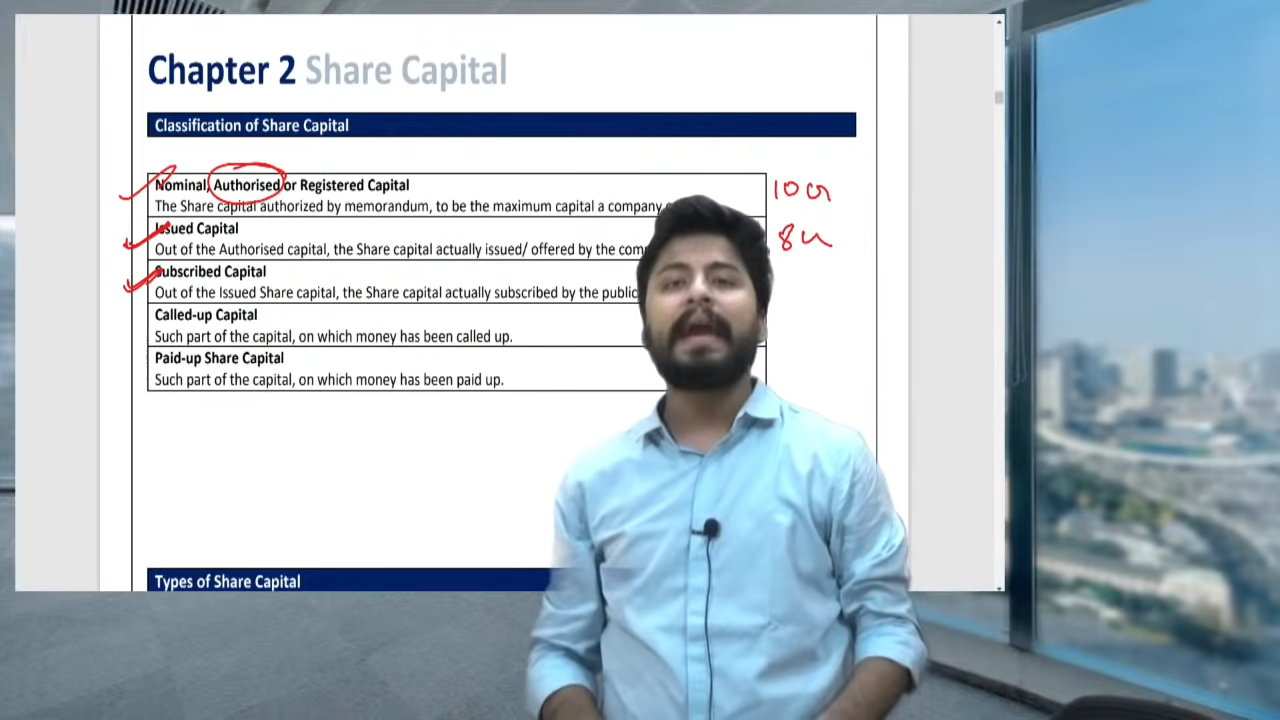 Chapter 2 Share Capital
Classification of Share Capital
Nominal, Authorised or Registered Capital
The Share capital authorized by memorandum, to be the maximum capital a company
10 cr
Issued Capital
Out of the Authorised capital, the Share capital actually issued/ offered by the
8 cr
Subscribed Capital
Out of the Issued Share capital, the Share capital actually subscribed by the public
Called-up Capital
Such part of the capital, on which money has been called up.
Paid-up Share Capital
Such part of the capital, on which money has been paid up.
Types of Share Capital